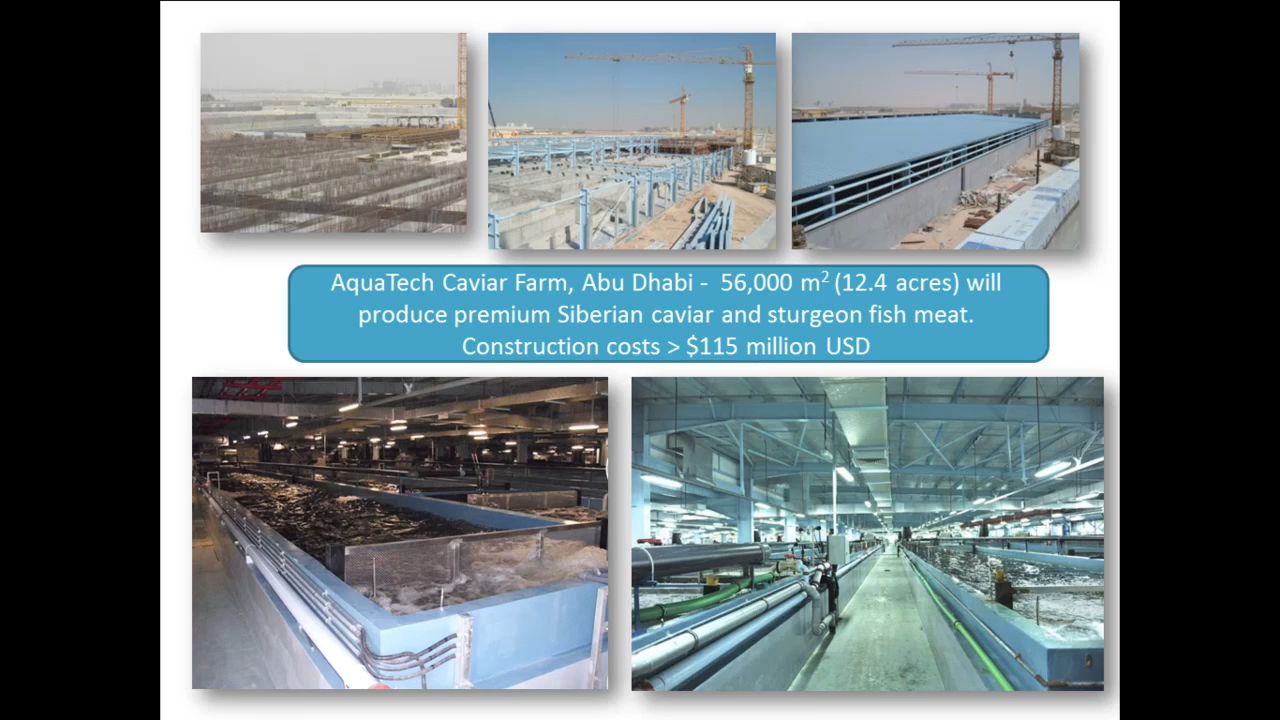 AquaTech Caviar Farm, Abu Dhabi -  56,000 m² (12.4 acres) will
produce premium Siberian caviar and sturgeon fish meat.
Construction costs > $115 million USD